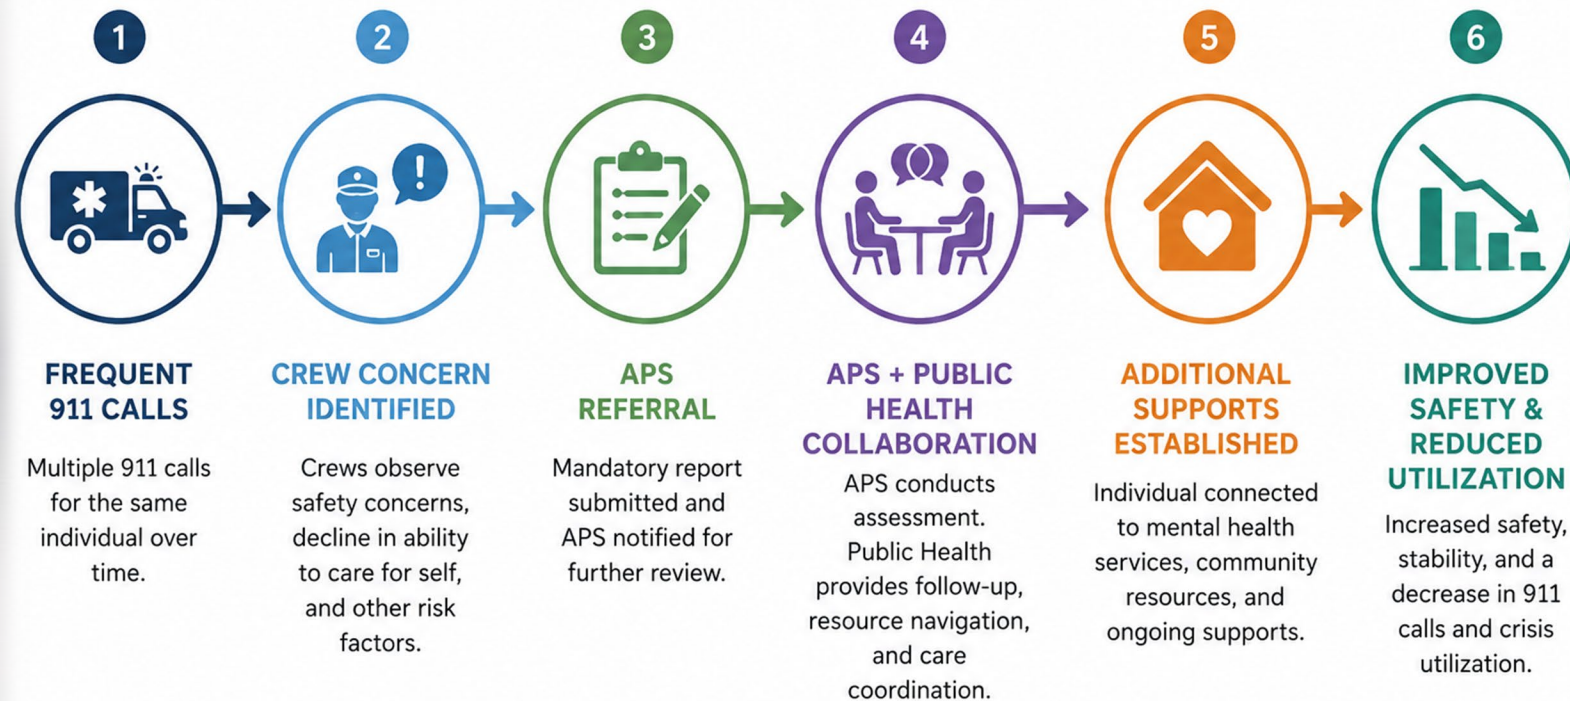 1
2
3
4
5
6
!
FREQUENT
911 CALLS
Multiple 911 calls
for the same
individual over
time.
CREW CONCERN
IDENTIFIED
Crews observe
safety concerns,
decline in ability
to care for self,
and other risk
factors.
APS
REFERRAL
Mandatory report
submitted and
APS notified for
further review.
APS + PUBLIC
HEALTH
COLLABORATION
APS conducts
assessment.
Public Health
provides follow-up,
resource navigation,
and care
coordination.
ADDITIONAL
SUPPORTS
ESTABLISHED
Individual connected
to mental health
services, community
resources, and
ongoing supports.
IMPROVED
SAFETY &
REDUCED
UTILIZATION
Increased safety,
stability, and a
decrease in 911
calls and crisis
utilization.